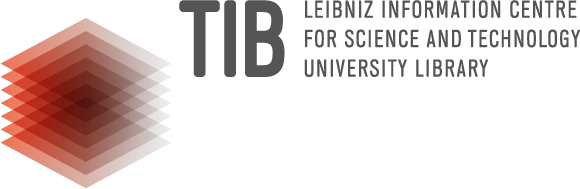 TIB
LEIBNIZ INFORMATION CENTRE
FOR SCIENCE AND TECHNOLOGY
UNIVERSITY LIBRARY